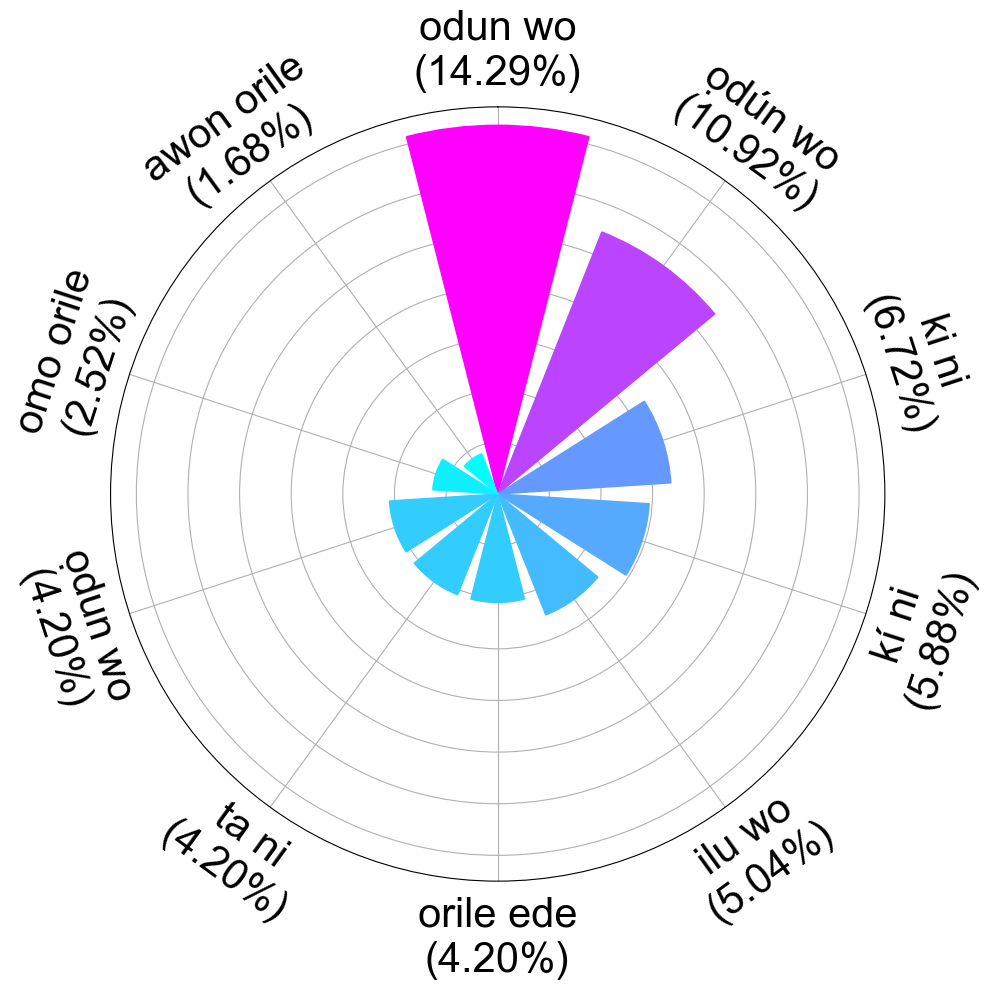 odun wo
(14.29%)
odún wo
(10.92%)
ki ni
(6.72%)
kí ni
(5.88%)
ilu wo
(5.04%)
orile ede
(4.20%)
ta ni
(4.20%)
odun wo
(4.20%)
omo orile
(2.52%)
awon orile
(1.68%)